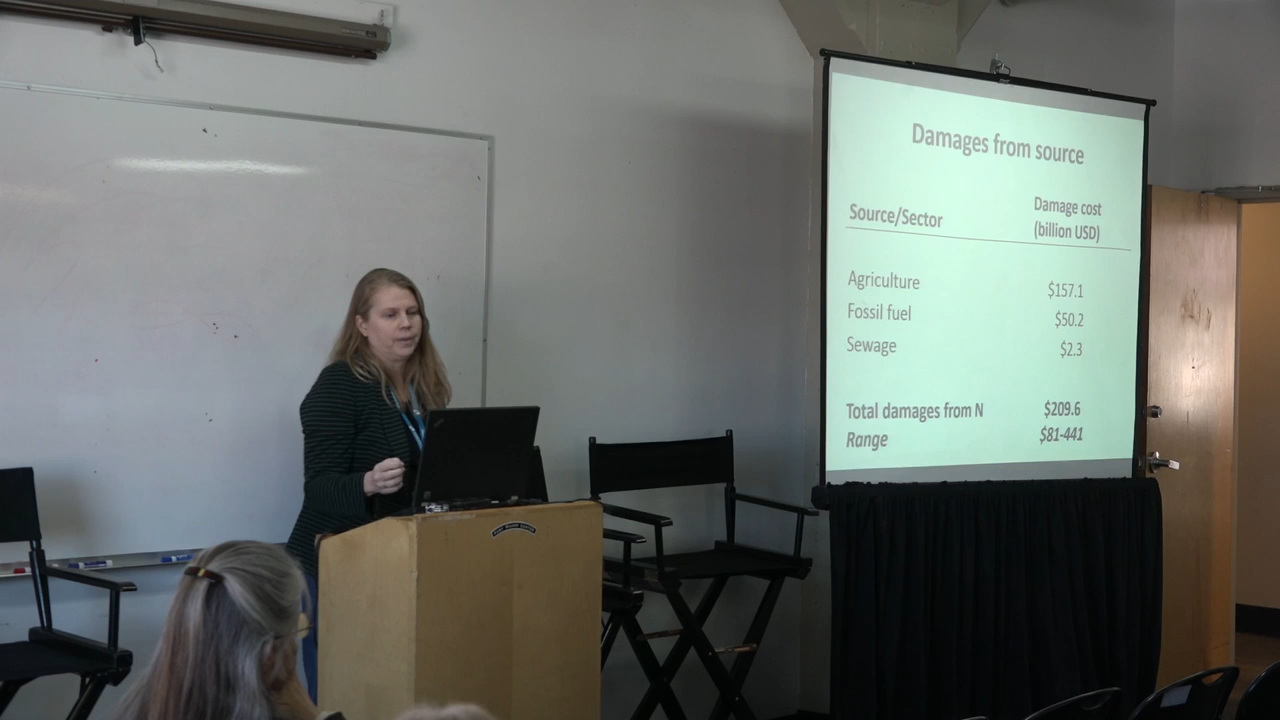 Damages from source
Source/Sector
Damage cost
(billion USD)
Agriculture $157.1
Fossil fuel $50.2
Sewage $2.3
Total damages from N $209.6
Range $81-441